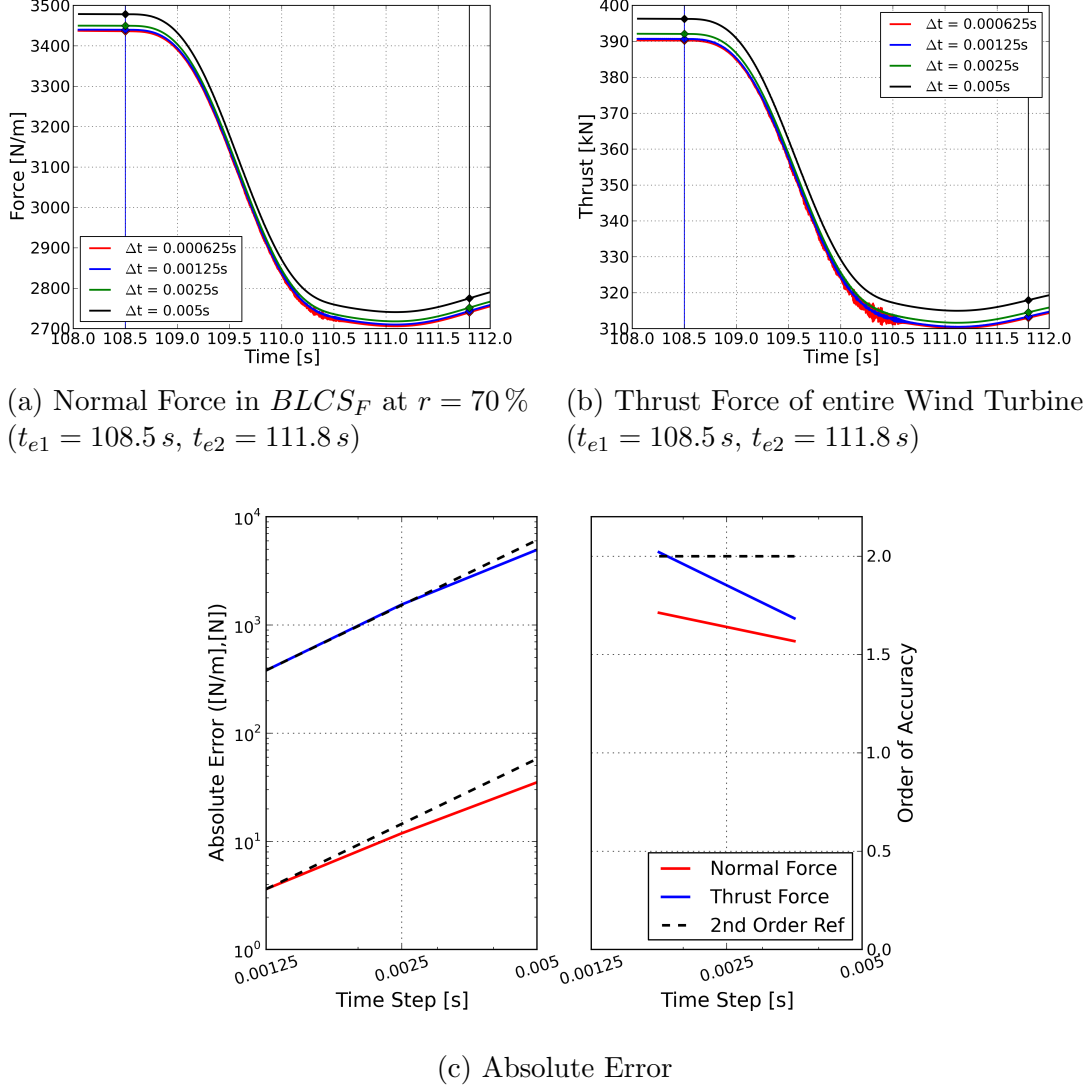 3500
3400
3300
3200
3100
3000
2900
2800
2700
Force [N/m]
108.0 108.5 109.0 109.5 110.0 110.5 111.0 111.5 112.0
Time [s]
Δt = 0.000625s
Δt = 0.00125s
Δt = 0.0025s
Δt = 0.005s
400
390
380
370
360
350
340
330
320
310
Thrust [kN]
108.0 108.5 109.0 109.5 110.0 110.5 111.0 111.5 112.0
Time [s]
Δt = 0.000625s
Δt = 0.00125s
Δt = 0.0025s
Δt = 0.005s
(a) Normal Force in BLCS_F at r = 70 %
(t_e1 = 108.5 s, t_e2 = 111.8 s)
(b) Thrust Force of entire Wind Turbine
(t_e1 = 108.5 s, t_e2 = 111.8 s)
10^4
10^3
10^2
10^1
10^0
Absolute Error ([N/m],[N])
0.00125 0.0025 0.005
Time Step [s]
2.0
1.5
1.0
0.5
0.0
Order of Accuracy
Normal Force
Thrust Force
2nd Order Ref
0.00125 0.0025 0.005
Time Step [s]
(c) Absolute Error